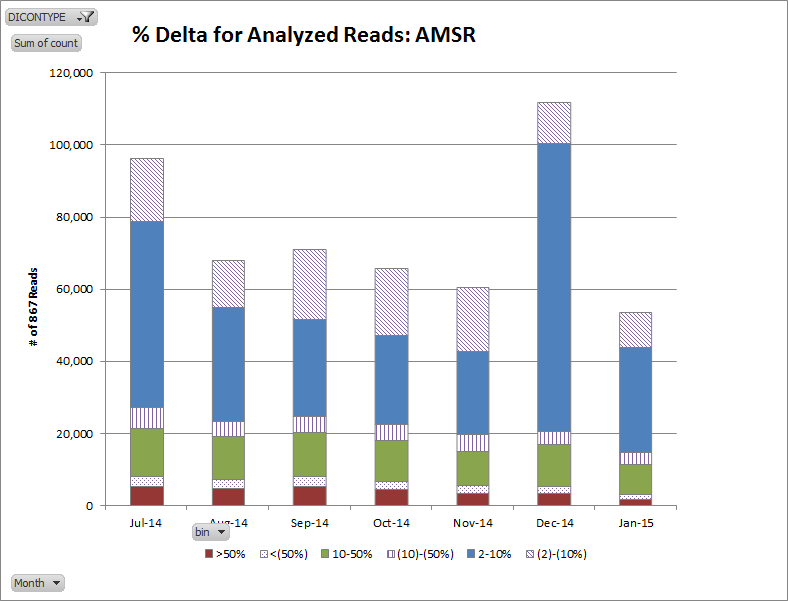 DICONTYPE
% Delta for Analyzed Reads: AMSR
Sum of count
120,000
100,000
80,000
60,000
40,000
20,000
0
# of 867 Reads
Jul-14 Aug-14 Sep-14 Oct-14 Nov-14 Dec-14 Jan-15
bin
>50% <(50%) 10-50% (10)-(50%) 2-10% (2)-(10%)
Month